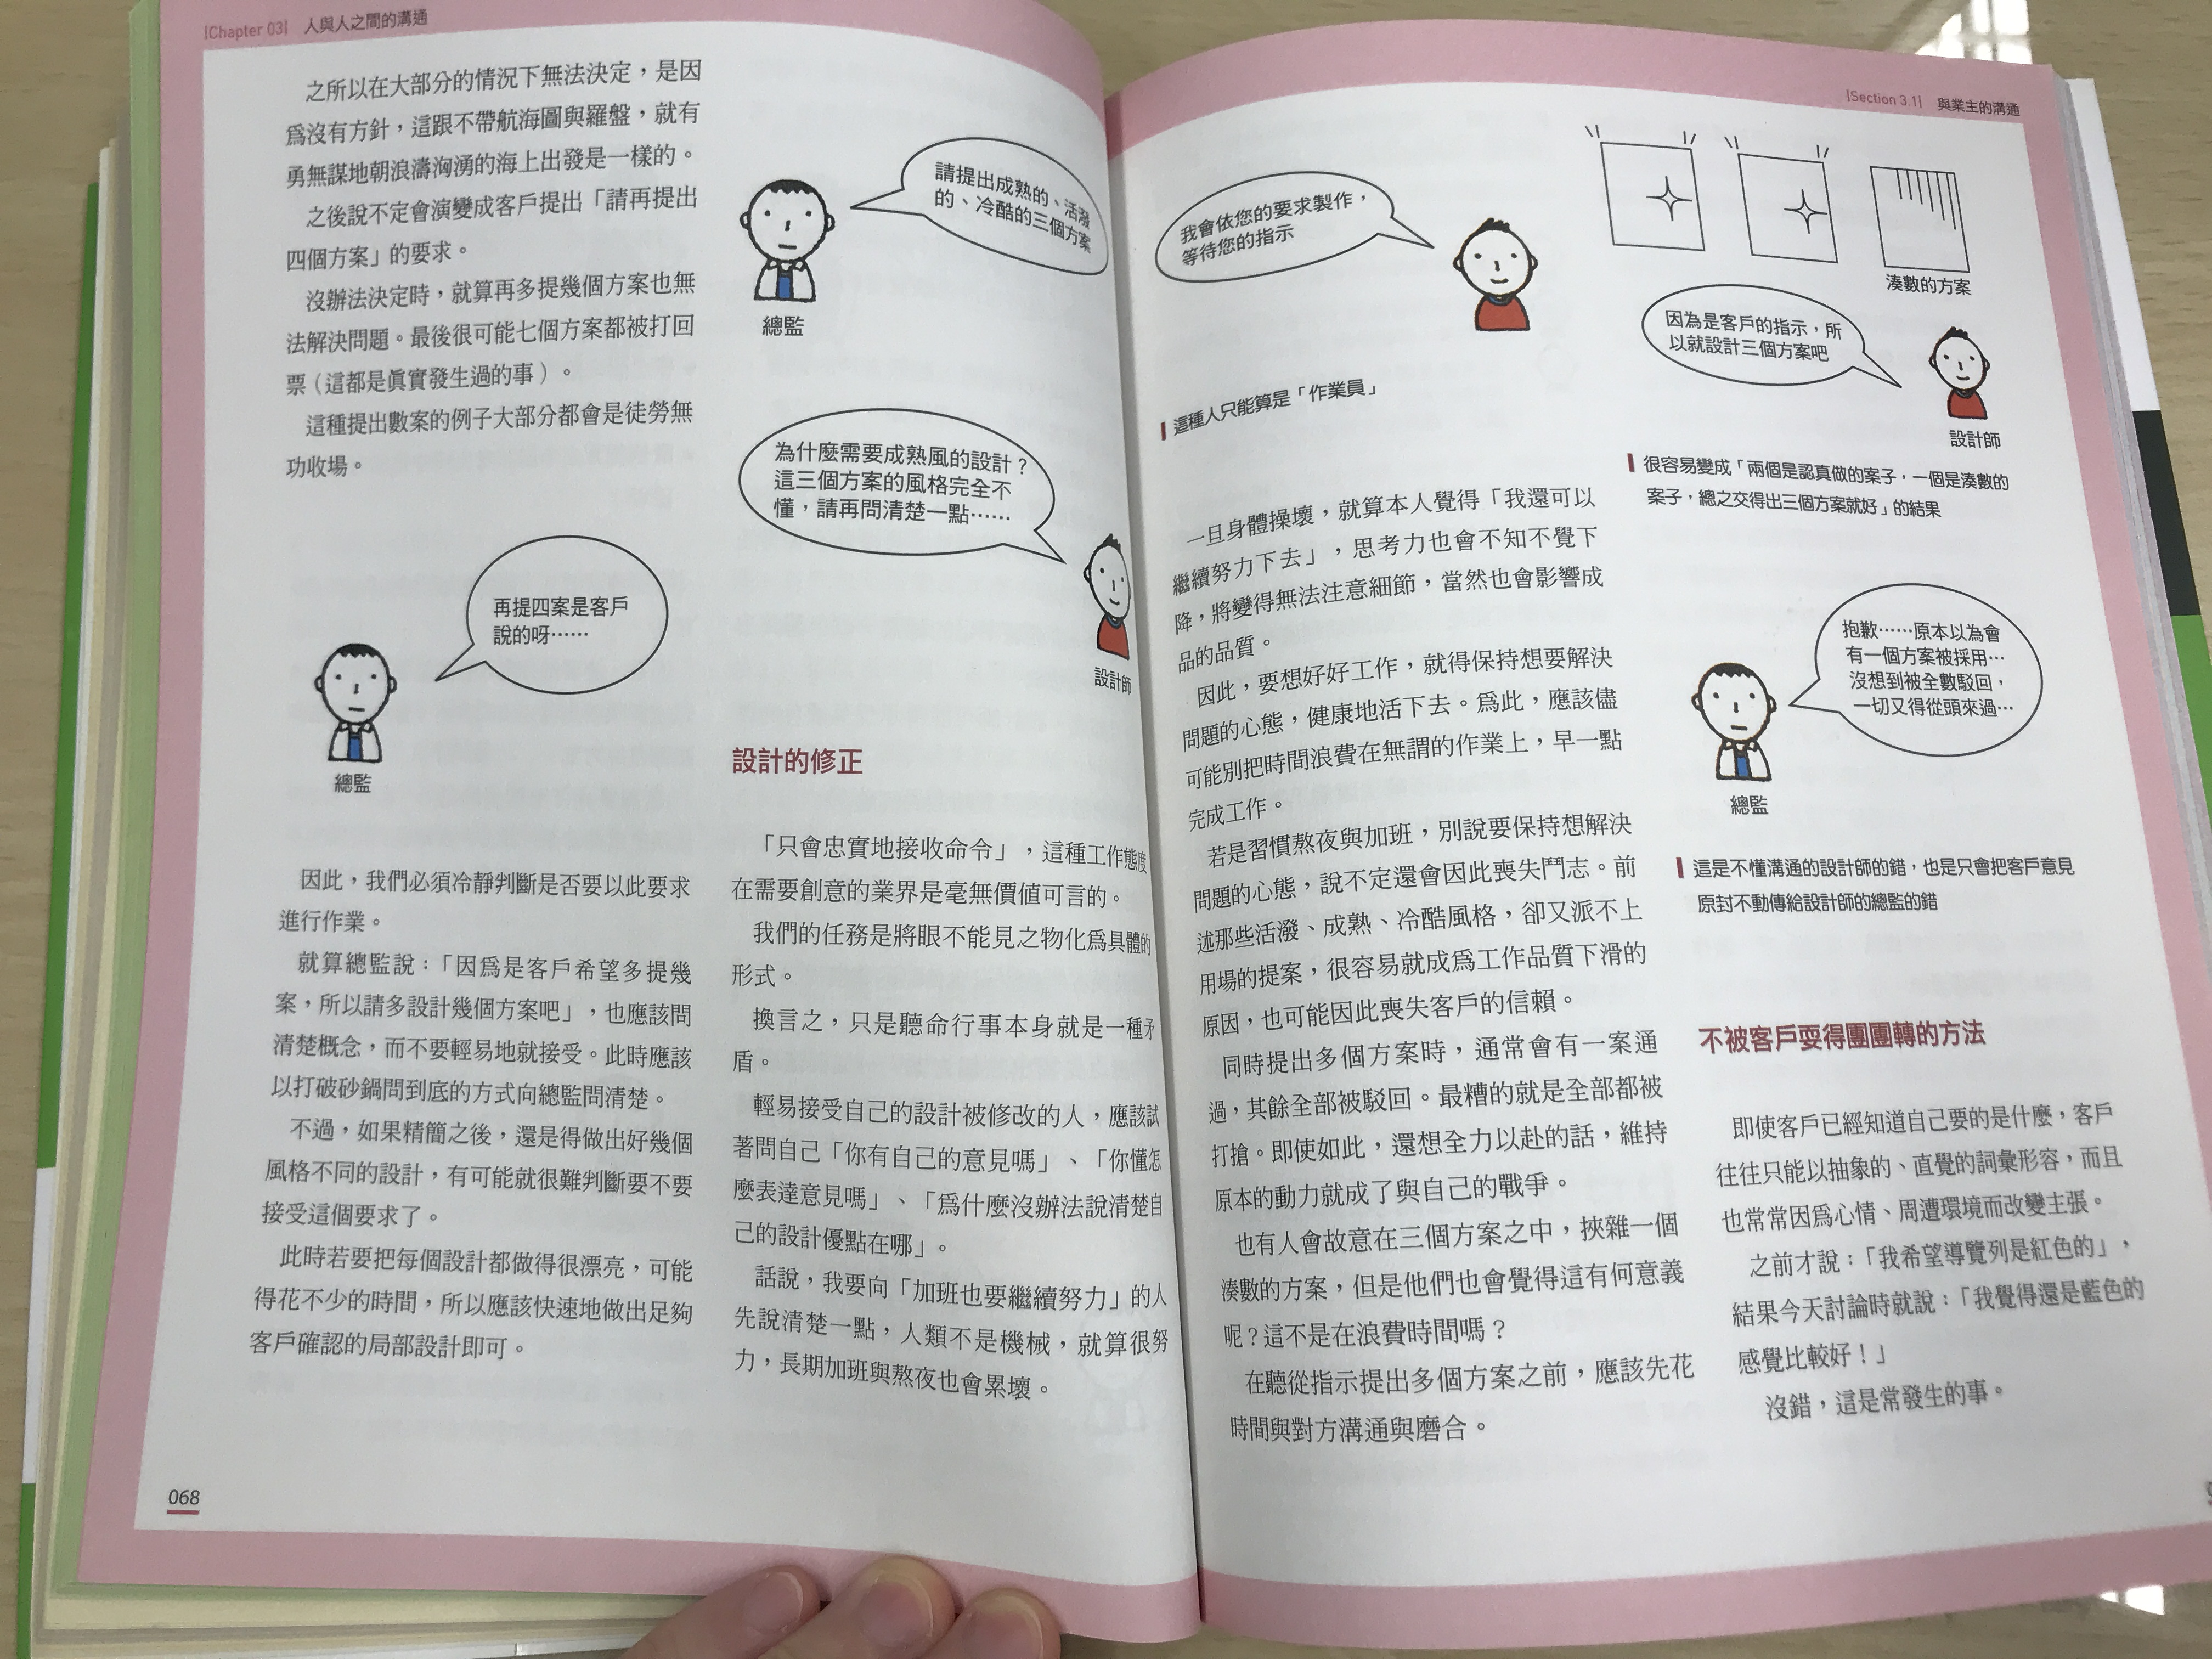 |Chapter 03| 人與人之間的溝通
之所以在大部分的情況下無法決定，是因
為沒有方針，這跟不帶航海圖與羅盤，就有
勇無謀地朝浪濤洶湧的海上出發是一樣的。
之後說不定會演變成客戶提出「請再提出
四個方案」的要求。
沒辦法決定時，就算再多提幾個方案也無
法解決問題。最後很可能七個方案都被打回
票（這都是真實發生過的事）。
這種提出數案的例子大部分都會是徒勞無
功收場。
再提四案是客戶
說的呀……
總監
因此，我們必須冷靜判斷是否要以此要求
進行作業。
就算總監說：「因為是客戶希望多提幾
案，所以請多設計幾個方案吧」，也應該問
清楚概念，而不要輕易地就接受。此時應該
以打破砂鍋問到底的方式向總監問清楚。
不過，如果精簡之後，還是得做出好幾個
風格不同的設計，有可能就很難判斷要不要
接受這個要求了。
此時若要把每個設計都做得很漂亮，可能
得花不少的時間，所以應該快速地做出足夠
客戶確認的局部設計即可。
068
請提出成熟的、活潑
的、冷酷的三個方案
總監
為什麼需要成熟風的設計？
這三個方案的風格完全不
懂，請再問清楚一點……
設計師
設計的修正
「只會忠實地接收命令」，這種工作態度
在需要創意的業界是毫無價值可言的。
我們的任務是將眼不能見之物化為具體的
形式。
換言之，只是聽命行事本身就是一種矛
盾。
輕易接受自己的設計被修改的人，應該試
著問自己「你有自己的意見嗎」、「你懂怎
麼表達意見嗎」、「為什麼沒辦法說清楚自
己的設計優點在哪」。
話說，我要向「加班也要繼續努力」的人
先說清楚一點，人類不是機械，就算很努
力，長期加班與熬夜也會累壞。
|Section 3.1| 與業主的溝通
我會依您的要求製作，
等待您的指示
這種人只能算是「作業員」
一旦身體操壞，就算本人覺得「我還可以
繼續努力下去」，思考力也會不知不覺下
降，將變得無法注意細節，當然也會影響成
品的品質。
因此，要想好好工作，就得保持想要解決
問題的心態，健康地活下去。為此，應該儘
可能別把時間浪費在無謂的作業上，早一點
完成工作。
若是習慣熬夜與加班，別說要保持想解決
問題的心態，說不定還會因此喪失鬥志。前
述那些活潑、成熟、冷酷風格，卻又派不上
用場的提案，很容易就成為工作品質下滑的
原因，也可能因此喪失客戶的信賴。
同時提出多個方案時，通常會有一案通
過，其餘全部被駁回。最糟的就是全部都被
打搶。即使如此，還想全力以赴的話，維持
原本的動力就成了與自己的戰爭。
也有人會故意在三個方案之中，挾雜一個
湊數的方案，但是他們也會覺得這有何意義
呢？這不是在浪費時間嗎？
在聽從指示提出多個方案之前，應該先花
時間與對方溝通與磨合。
湊數的方案
因為是客戶的指示，所
以就設計三個方案吧
設計師
很容易變成「兩個是認真做的案子，一個是湊數的
案子，總之交得出三個方案就好」的結果
抱歉……原本以為會
有一個方案被採用…
沒想到被全數駁回，
一切又得從頭來過…
總監
這是不懂溝通的設計師的錯，也是只會把客戶意見
原封不動傳給設計師的總監的錯
不被客戶耍得團團轉的方法
即使客戶已經知道自己要的是什麼，客戶
往往只能以抽象的、直覺的詞彙形容，而且
也常常因為心情、周遭環境而改變主張。
之前才說：「我希望導覽列是紅色的」，
結果今天討論時就說：「我覺得還是藍色的
感覺比較好！」
沒錯，這是常發生的事。